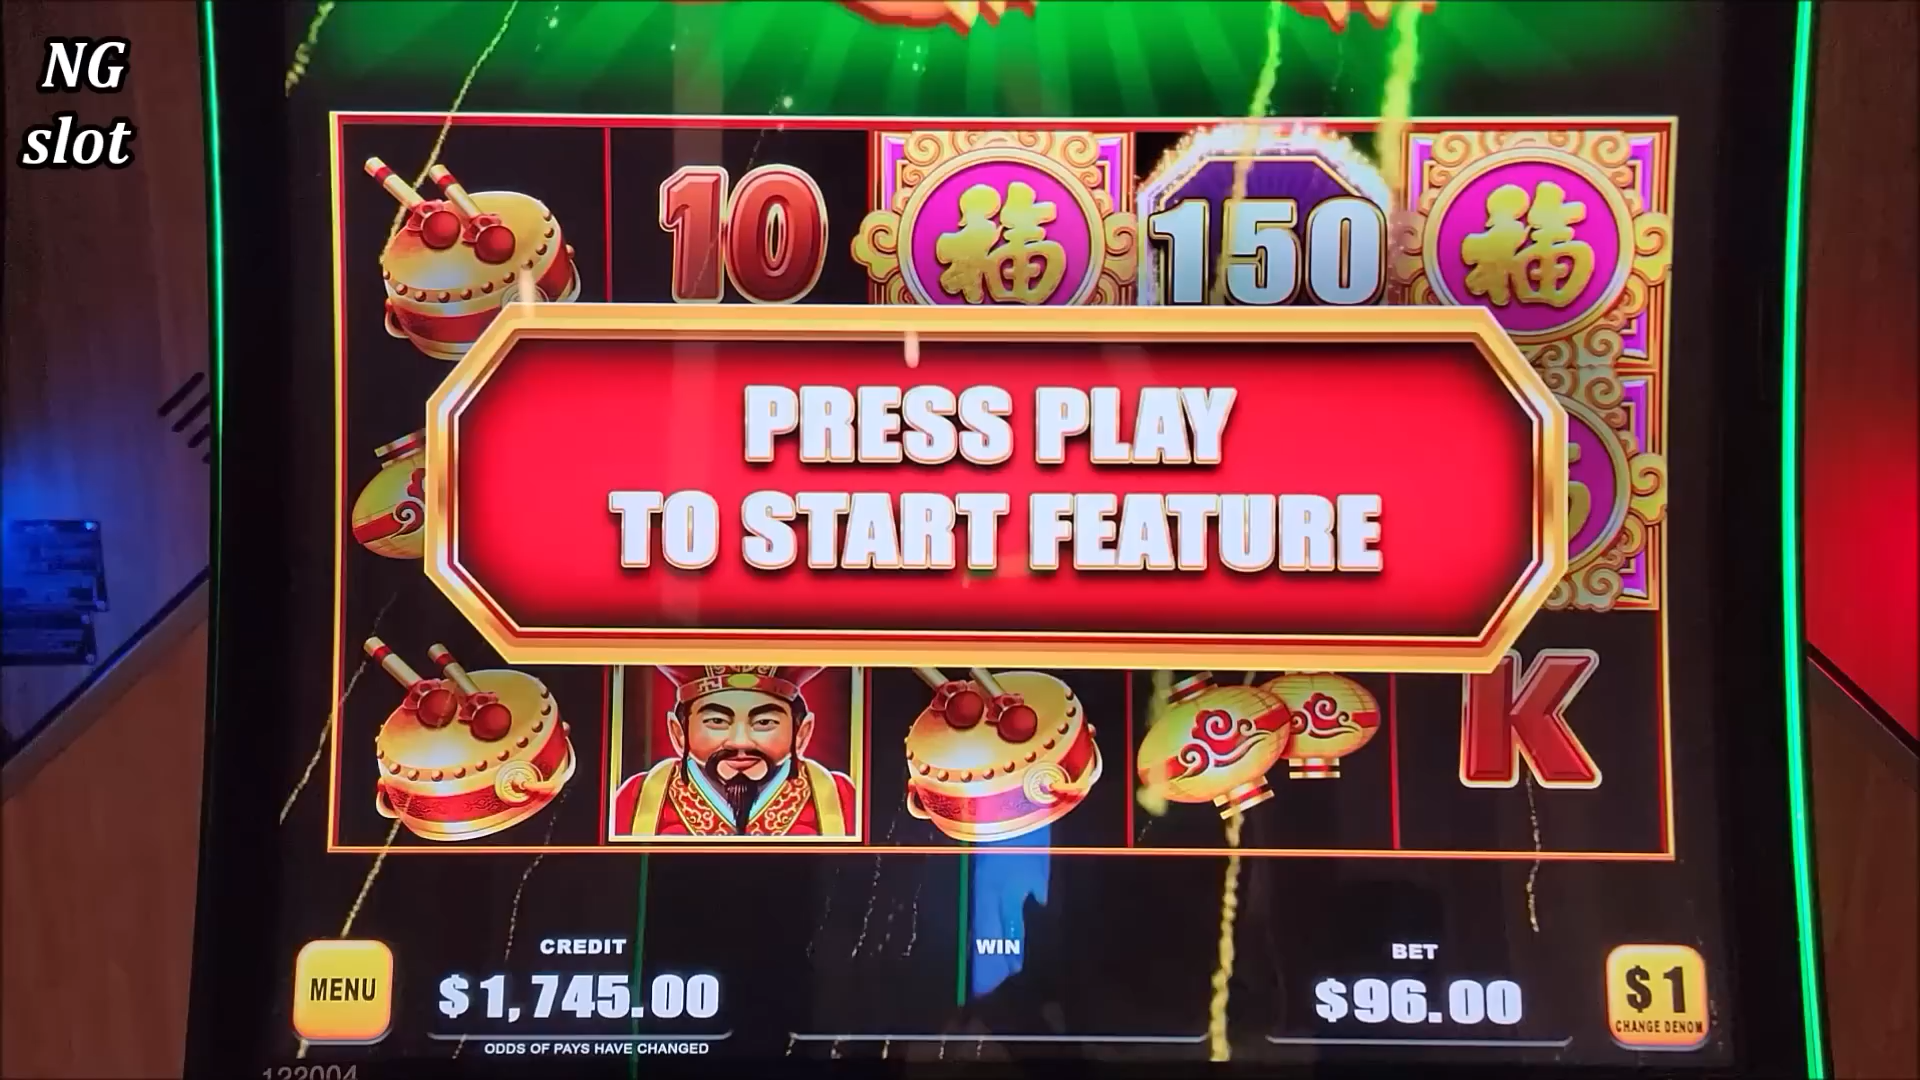 NG
slot
10
福
150
福
PRESS PLAY
TO START FEATURE
K
MENU
CREDIT
$1,745.00
ODDS OF PAYS HAVE CHANGED
WIN
BET
$96.00
$1
CHANGE DENOM
122004